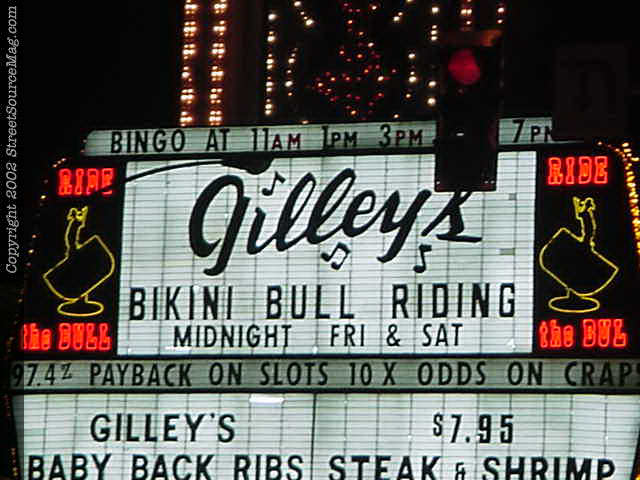 Copyright 2002 StreetSourceMag.com
BINGO AT 11AM 1PM 3PM 7PM
RIDE
RIDE
Gilley's
BIKINI BULL RIDING
MIDNIGHT FRI & SAT
the BULL
the BUL
97.4% PAYBACK ON SLOTS 10X ODDS ON CRAPS
GILLEY'S $7.95
BABY BACK RIBS STEAK & SHRIMP